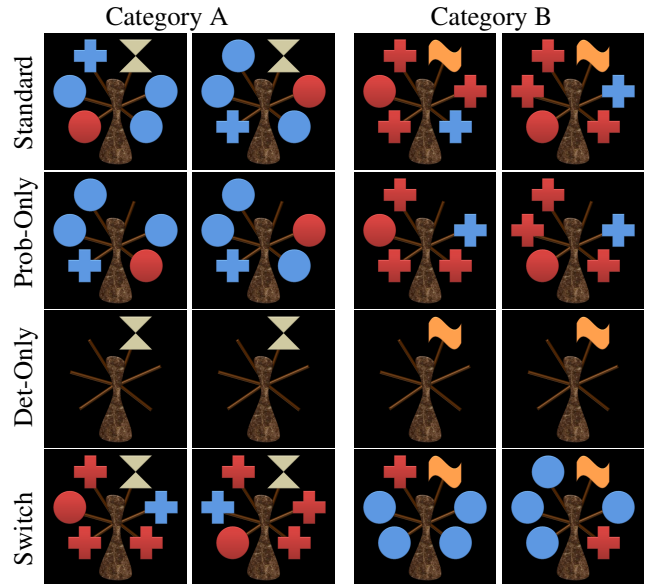 Category A
Category B
Standard
Prob-Only
Det-Only
Switch